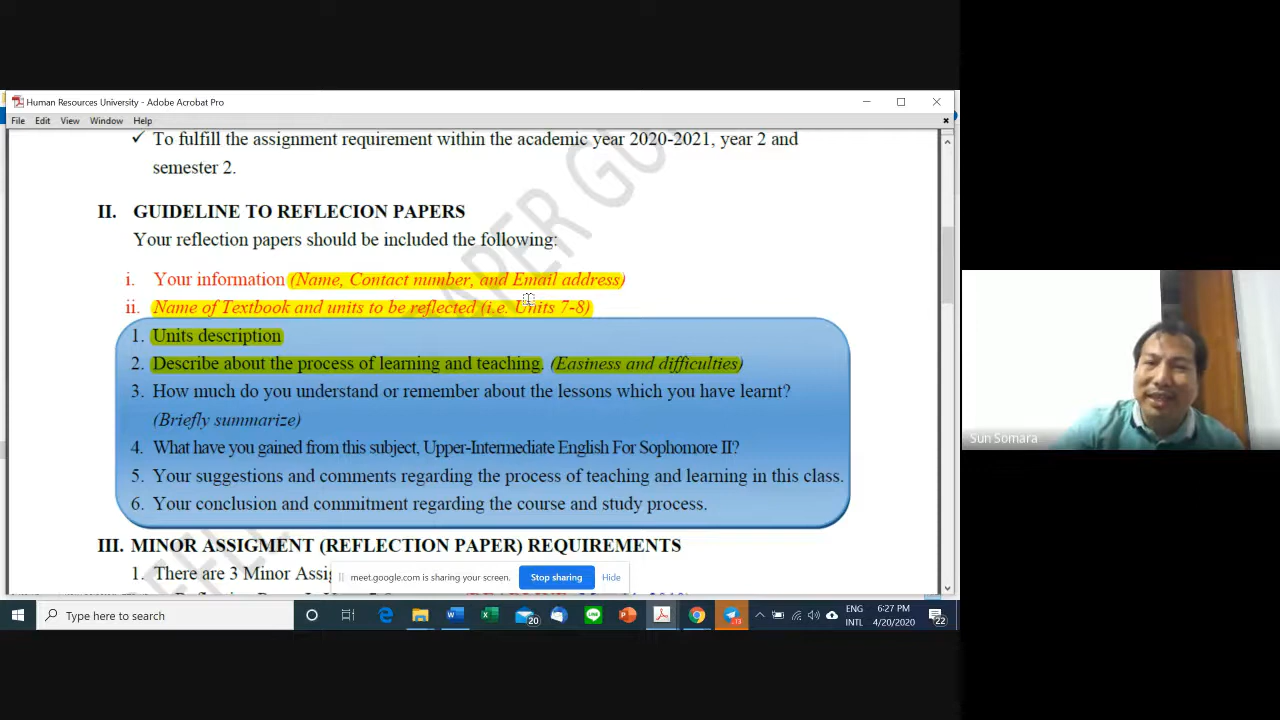 Human Resources University - Adobe Acrobat Pro
File Edit View Window Help
✓ To fulfill the assignment requirement within the academic year 2020-2021, year 2 and
semester 2.
II. GUIDELINE TO REFLECION PAPERS
Your reflection papers should be included the following:
i. Your information (Name, Contact number, and Email address)
ii. Name of Textbook and units to be reflected (i.e. Units 7-8)
1. Units description
2. Describe about the process of learning and teaching. (Easiness and difficulties)
3. How much do you understand or remember about the lessons which you have learnt?
(Briefly summarize)
4. What have you gained from this subject, Upper-Intermediate English For Sophomore II?
5. Your suggestions and comments regarding the process of teaching and learning in this class.
6. Your conclusion and commitment regarding the course and study process.
Sun Somara
III. MINOR ASSIGMENT (REFLECTION PAPER) REQUIREMENTS
1. There are 3 Minor Assi
meet.google.com is sharing your screen. Stop sharing Hide
Type here to search
20
13
ENG
INTL
6:27 PM
4/20/2020
22